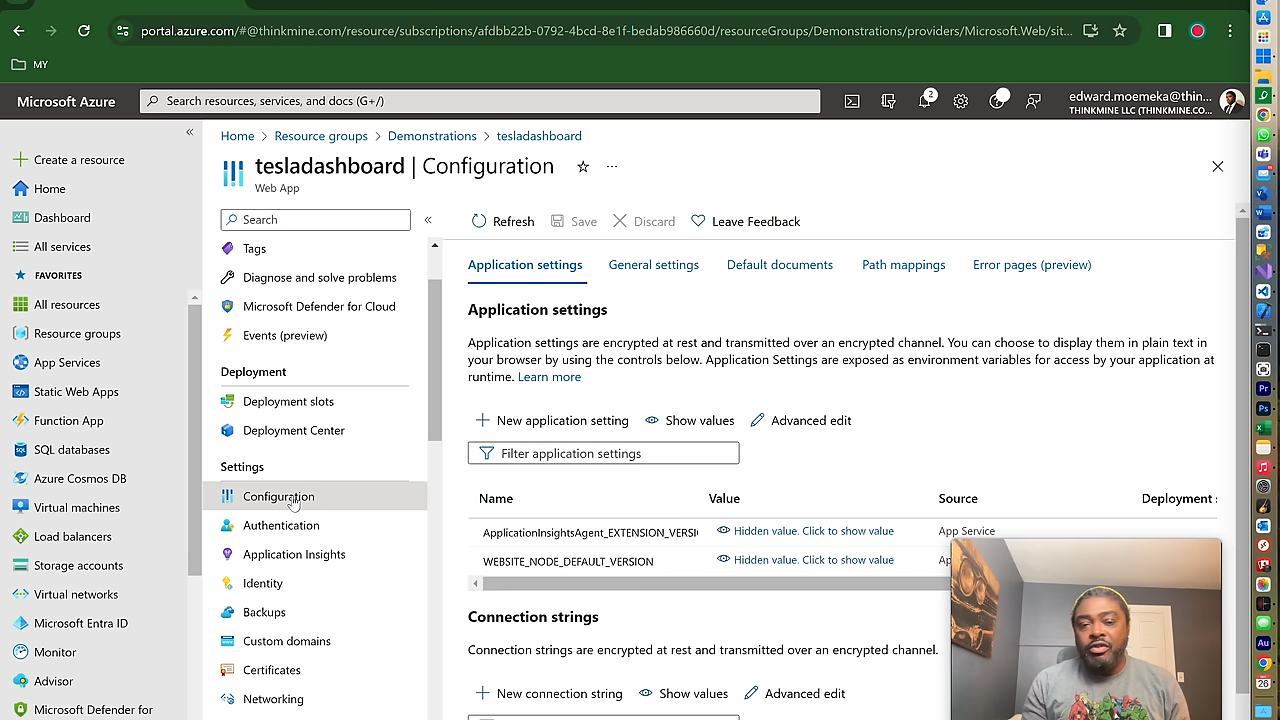 portal.azure.com/#@thinkmine.com/resource/subscriptions/afdbb22b-0792-4bcd-8e1f-bedab986660d/resourceGroups/Demonstrations/providers/Microsoft.Web/sit...
MY
Microsoft Azure
Search resources, services, and docs (G+/)
2
edward.moemeka@thin...
THINKMINE LLC (THINKMINE.CO...
Create a resource
Home
Dashboard
All services
FAVORITES
All resources
Resource groups
App Services
Static Web Apps
Function App
SQL databases
Azure Cosmos DB
Virtual machines
Load balancers
Storage accounts
Virtual networks
Microsoft Entra ID
Monitor
Advisor
Microsoft Defender for
Home > Resource groups > Demonstrations > tesladashboard
tesladashboard | Configuration
Web App
Search
Tags
Diagnose and solve problems
Microsoft Defender for Cloud
Events (preview)
Deployment
Deployment slots
Deployment Center
Settings
Configuration
Authentication
Application Insights
Identity
Backups
Custom domains
Certificates
Networking
Refresh Save Discard Leave Feedback
Application settings General settings Default documents Path mappings Error pages (preview)
Application settings
Application settings are encrypted at rest and transmitted over an encrypted channel. You can choose to display them in plain text in
your browser by using the controls below. Application Settings are exposed as environment variables for access by your application at
runtime. Learn more
New application setting Show values Advanced edit
Filter application settings
Name Value Source Deployment
ApplicationInsightsAgent_EXTENSION_VERSI Hidden value. Click to show value App Service
WEBSITE_NODE_DEFAULT_VERSION Hidden value. Click to show value Ap
Connection strings
Connection strings are encrypted at rest and transmitted over an encrypted channel.
New connection string Show values Advanced edit
Pr
Ps
Au
26